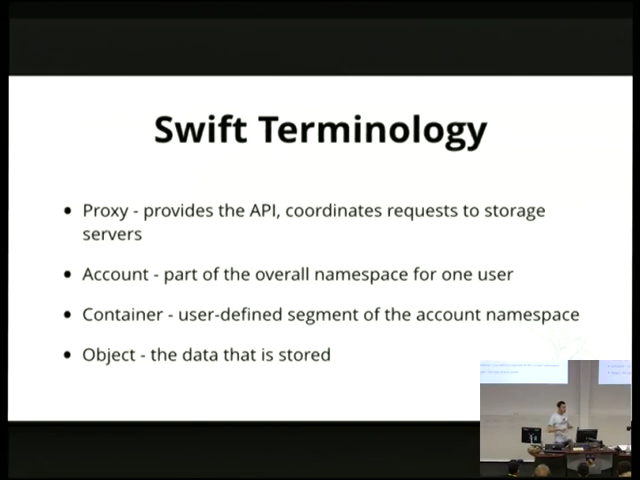 Swift Terminology
• Proxy - provides the API, coordinates requests to storage
servers
• Account - part of the overall namespace for one user
• Container - user-defined segment of the account namespace
• Object - the data that is stored